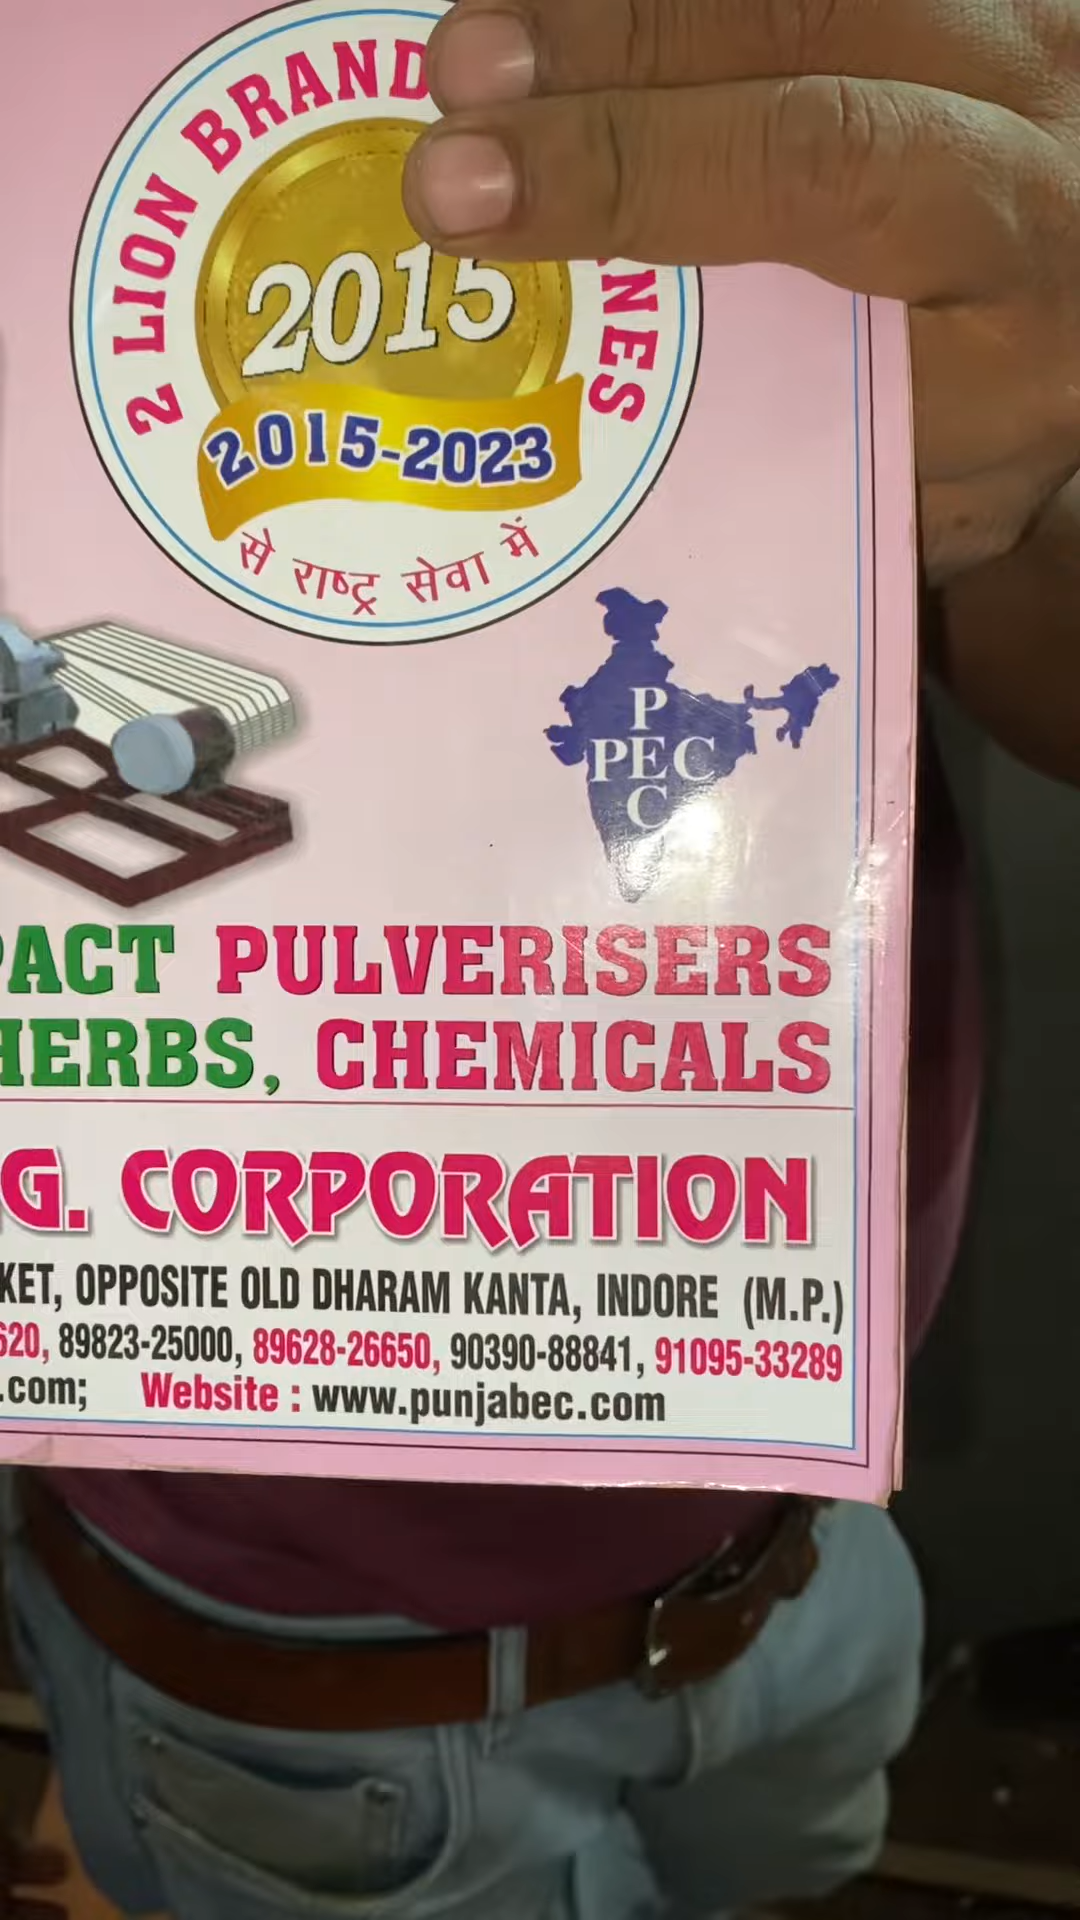 2 LION BRAND
2015
2015-2023
से राष्ट्र सेवा में
P
PEC
C
PACT PULVERISERS
HERBS, CHEMICALS
G. CORPORATION
KET, OPPOSITE OLD DHARAM KANTA, INDORE (M.P.)
620, 89823-25000, 89628-26650, 90390-88841, 91095-33289
.com; Website : www.punjabec.com